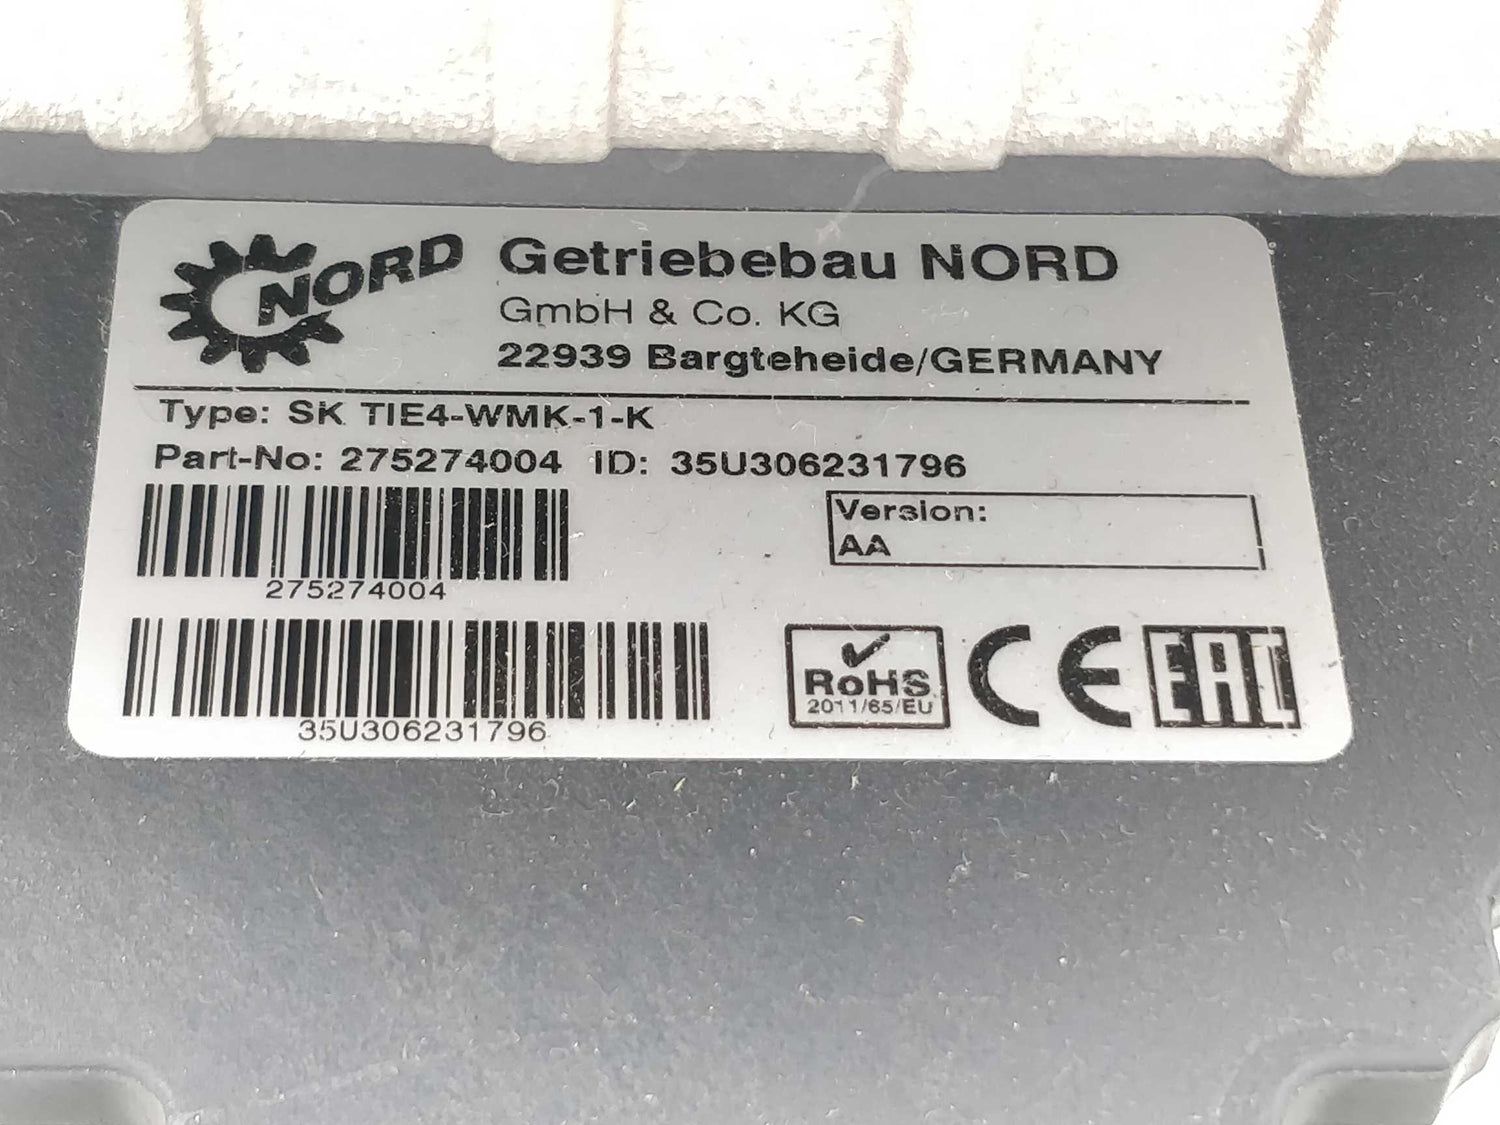 NORD
Getriebebau NORD
GmbH & Co. KG
22939 Bargteheide/GERMANY
Type: SK TIE4-WMK-1-K
Part-No: 275274004 ID: 35U306231796
275274004
Version:
AA
35U306231796
RoHS
2011/65/EU
CE
EAC